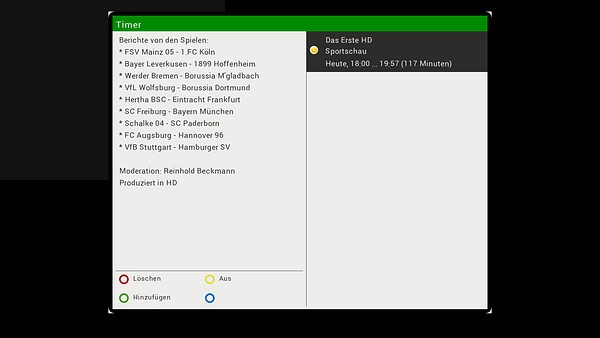 Timer
Berichte von den Spielen:
* FSV Mainz 05 - 1.FC Köln
* Bayer Leverkusen - 1899 Hoffenheim
* Werder Bremen - Borussia M'gladbach
* VfL Wolfsburg - Borussia Dortmund
* Hertha BSC - Eintracht Frankfurt
* SC Freiburg - Bayern München
* Schalke 04 - SC Paderborn
* FC Augsburg - Hannover 96
* VfB Stuttgart - Hamburger SV
Moderation: Reinhold Beckmann
Produziert in HD
Das Erste HD
Sportschau
Heute, 18:00 ... 19:57 (117 Minuten)
Löschen
Aus
Hinzufügen